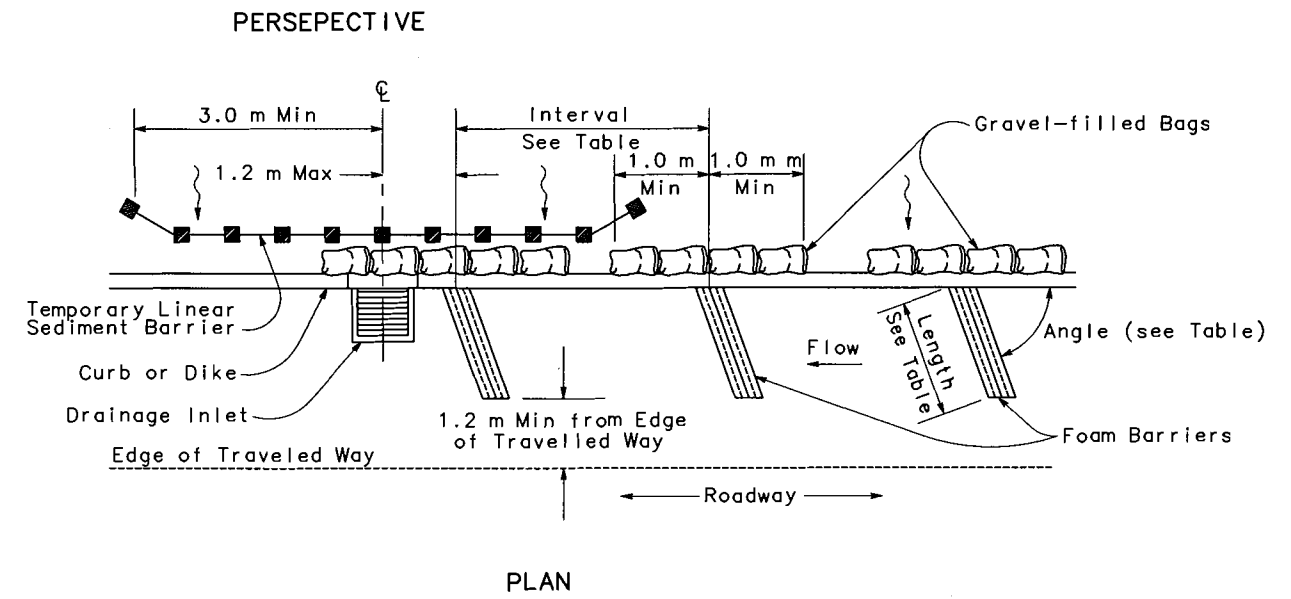 PERSEPECTIVE
℄
3.0 m Min
Interval
See Table
Gravel-filled Bags
1.2 m Max
1.0 m
Min
1.0 m m
Min
Temporary Linear
Sediment Barrier
Angle (see Table)
Length
See Table
Flow
Curb or Dike
Drainage Inlet
1.2 m Min from Edge
of Travelled Way
Foam Barriers
Edge of Traveled Way
Roadway
PLAN